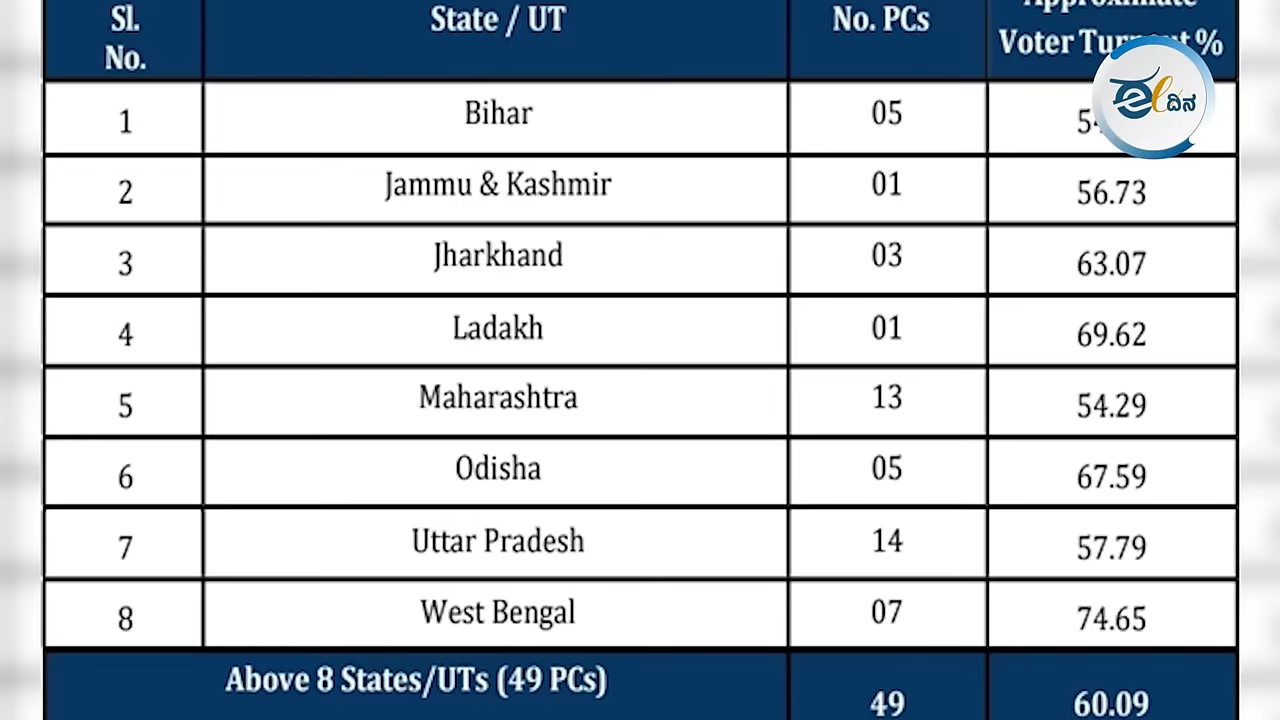 Sl. No.
State / UT
No. PCs
Approximate
Voter Turnout %
eedina
1 Bihar 05
2 Jammu & Kashmir 01 56.73
3 Jharkhand 03 63.07
4 Ladakh 01 69.62
5 Maharashtra 13 54.29
6 Odisha 05 67.59
7 Uttar Pradesh 14 57.79
8 West Bengal 07 74.65
Above 8 States/UTs (49 PCs) 49 60.09